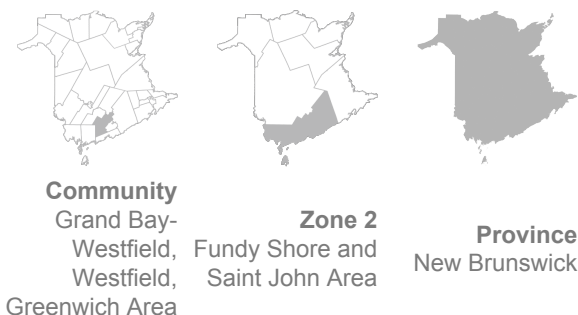 Community
Grand Bay-
Westfield,
Westfield,
Greenwich Area
Zone 2
Fundy Shore and
Saint John Area
Province
New Brunswick